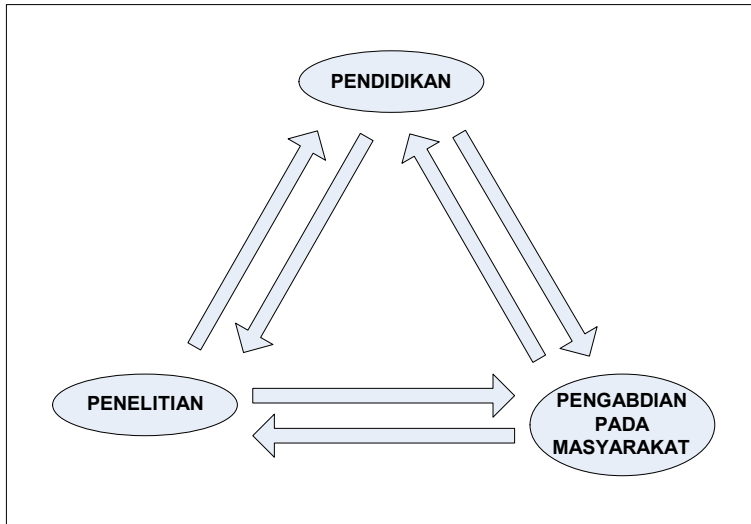 PENDIDIKAN
PENELITIAN
PENGABDIAN
PADA
MASYARAKAT